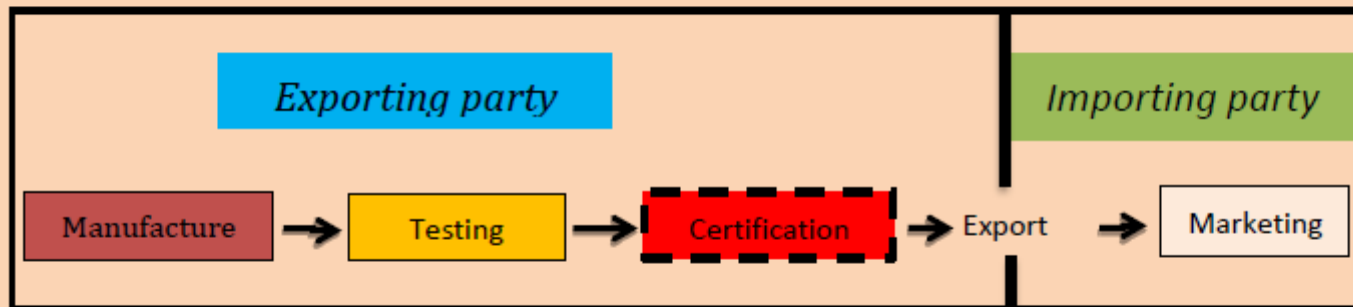 Exporting party
Importing party
Manufacture
Testing
Certification
Export
Marketing